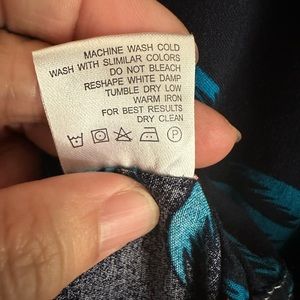 MACHINE WASH COLD
WASH WITH SLIMILAR COLORS
DO NOT BLEACH
RESHAPE WHITE DAMP
TUMBLE DRY LOW
WARM IRON
FOR BEST RESULTS
DRY CLEAN
P